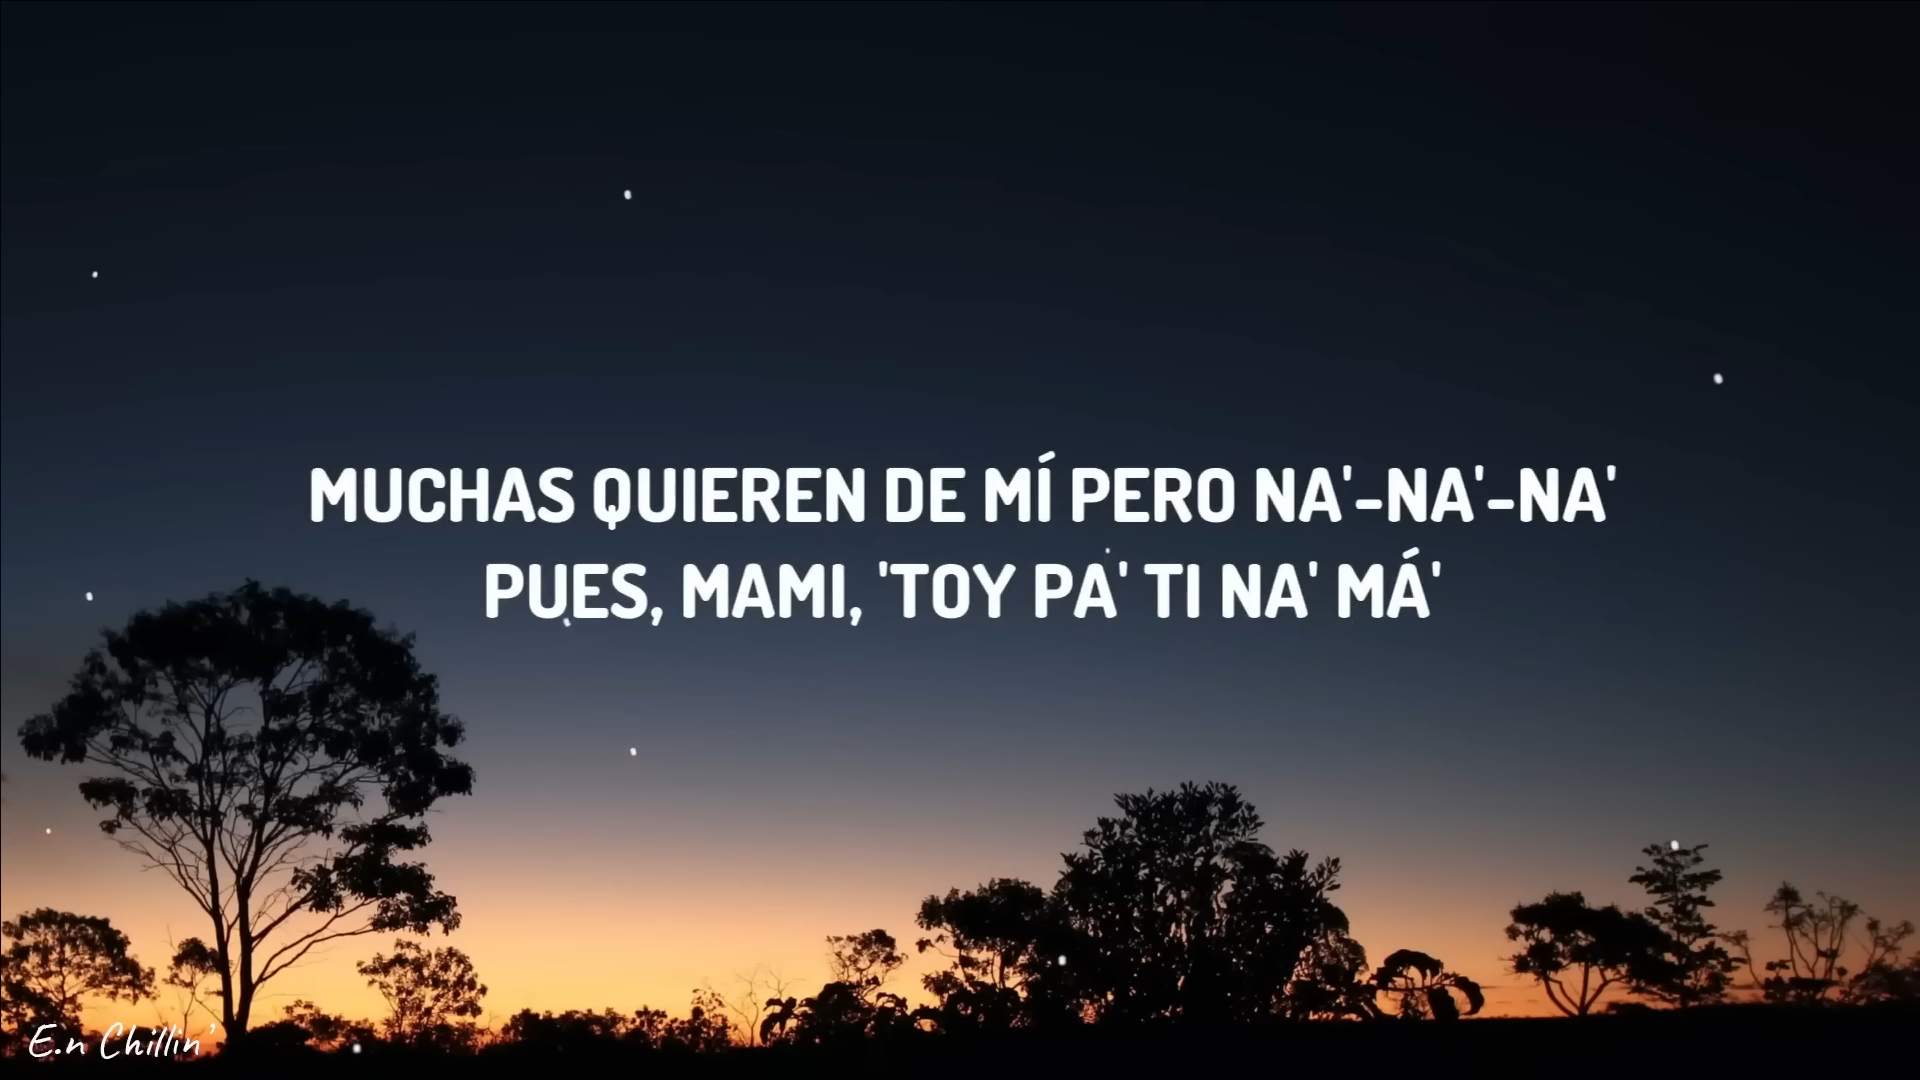 MUCHAS QUIEREN DE MÍ PERO NA'-NA'-NA'
PUES, MAMI, 'TOY PA' TI NA' MÁ'
E.n Chillin'